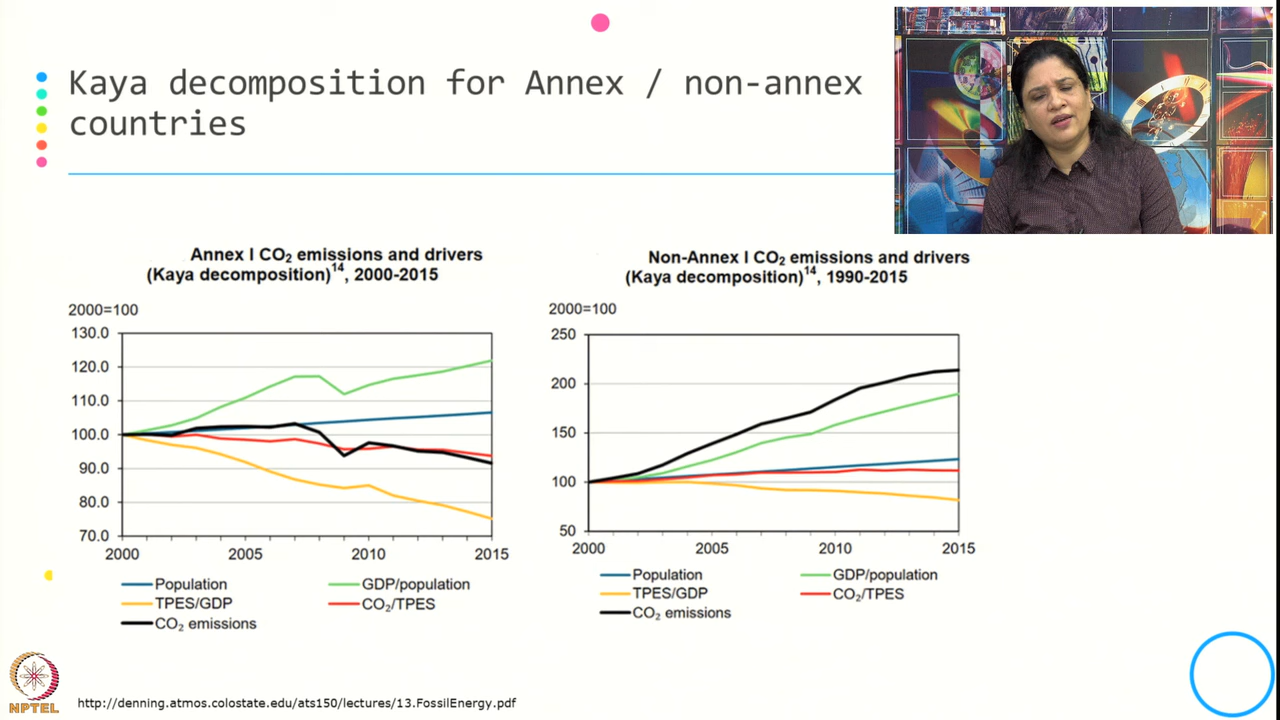 Kaya decomposition for Annex / non-annex
countries
Annex I CO₂ emissions and drivers
(Kaya decomposition)¹⁴, 2000-2015
2000=100
130.0
120.0
110.0
100.0
90.0
80.0
70.0
2000 2005 2010 2015
Population GDP/population
TPES/GDP CO₂/TPES
CO₂ emissions
Non-Annex I CO₂ emissions and drivers
(Kaya decomposition)¹⁴, 1990-2015
2000=100
250
200
150
100
50
2000 2005 2010 2015
Population GDP/population
TPES/GDP CO₂/TPES
CO₂ emissions
NPTEL
http://denning.atmos.colostate.edu/ats150/lectures/13.FossilEnergy.pdf